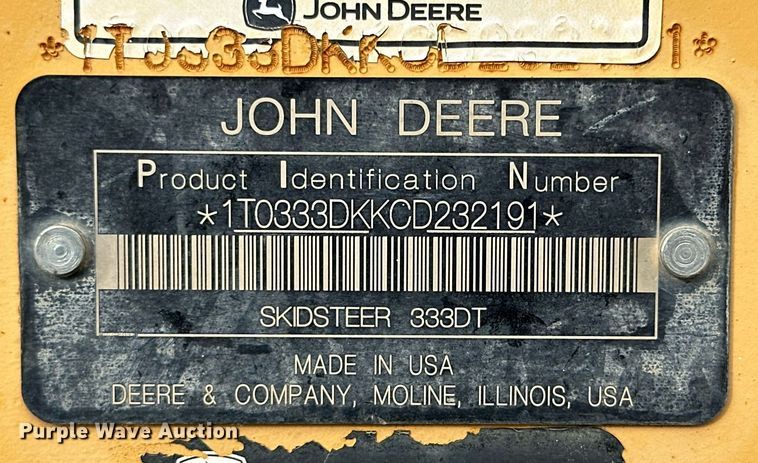 JOHN DEERE
JOHN DEERE
Product Identification Number
*1T0333DKKCD232191*
SKIDSTEER 333DT
MADE IN USA
DEERE & COMPANY, MOLINE, ILLINOIS, USA
Purple Wave Auction